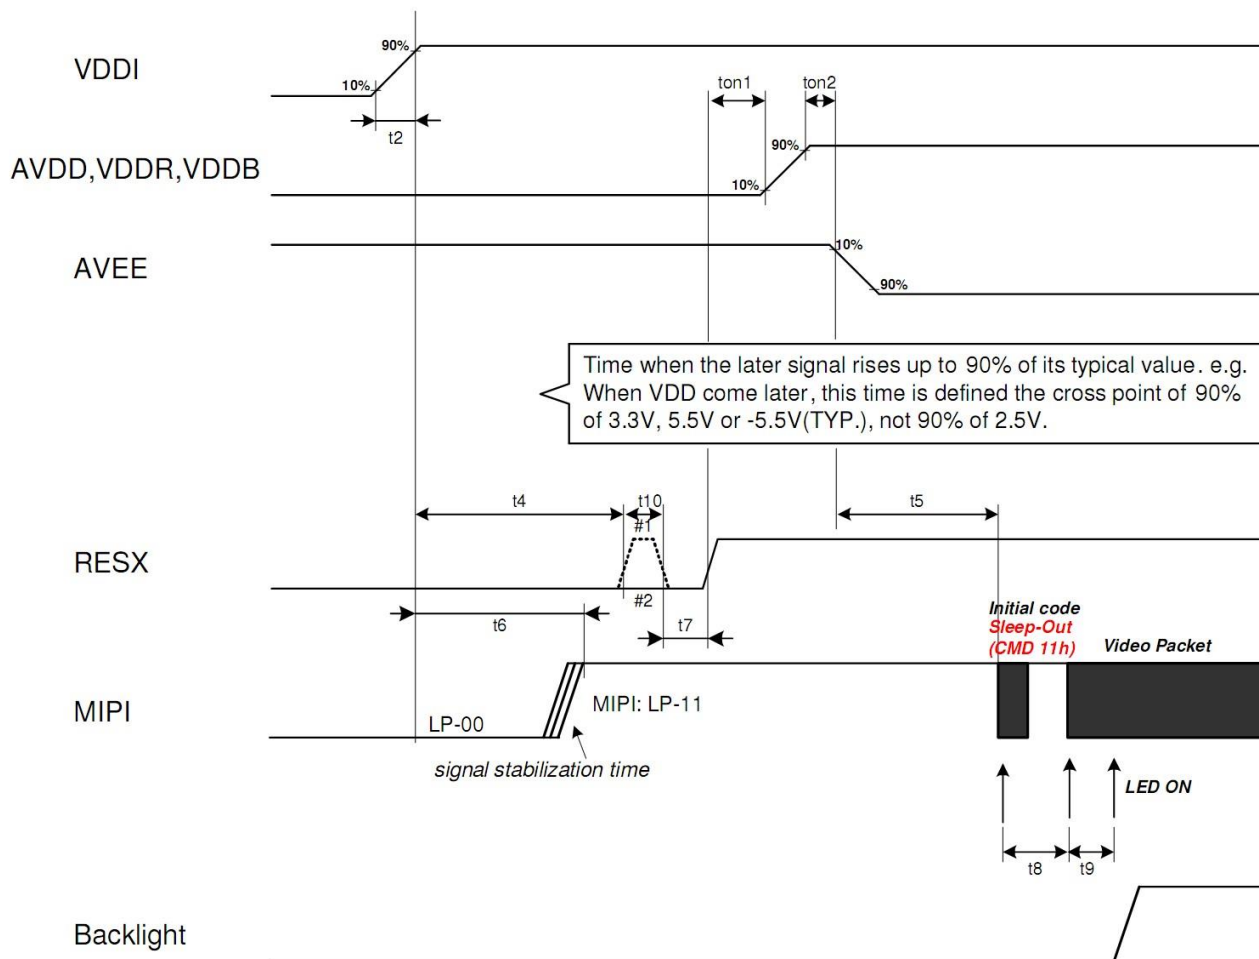 VDDI
90%
10%
t2
ton1
ton2
AVDD,VDDR,VDDB
90%
10%
AVEE
10%
90%
Time when the later signal rises up to 90% of its typical value. e.g.
When VDD come later, this time is defined the cross point of 90%
of 3.3V, 5.5V or -5.5V(TYP.), not 90% of 2.5V.
t4
t10
t5
#1
RESX
#2
t6
t7
Initial code
Sleep-Out
(CMD 11h)
Video Packet
MIPI
LP-00
MIPI: LP-11
signal stabilization time
LED ON
t8
t9
Backlight